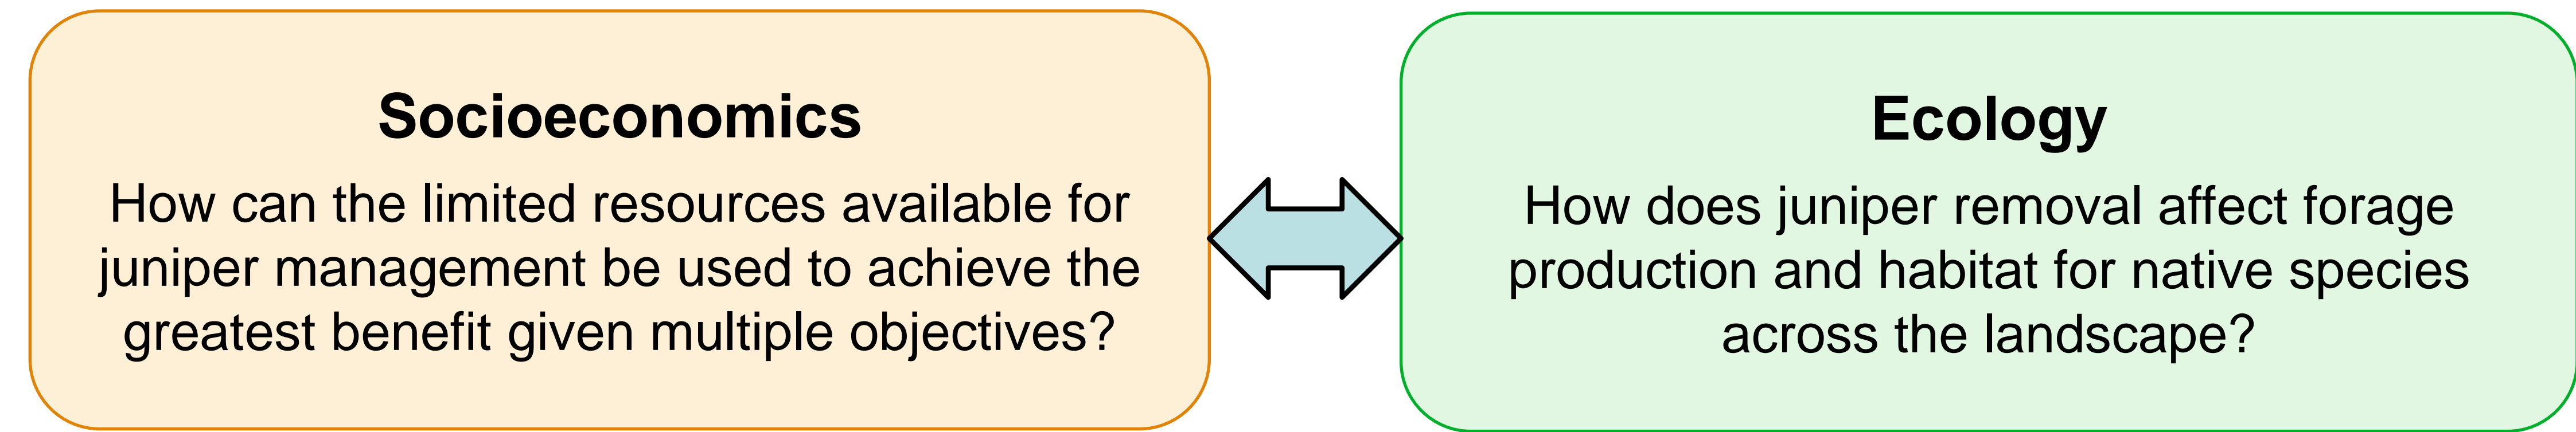 Socioeconomics
How can the limited resources available for
juniper management be used to achieve the
greatest benefit given multiple objectives?
Ecology
How does juniper removal affect forage
production and habitat for native species
across the landscape?